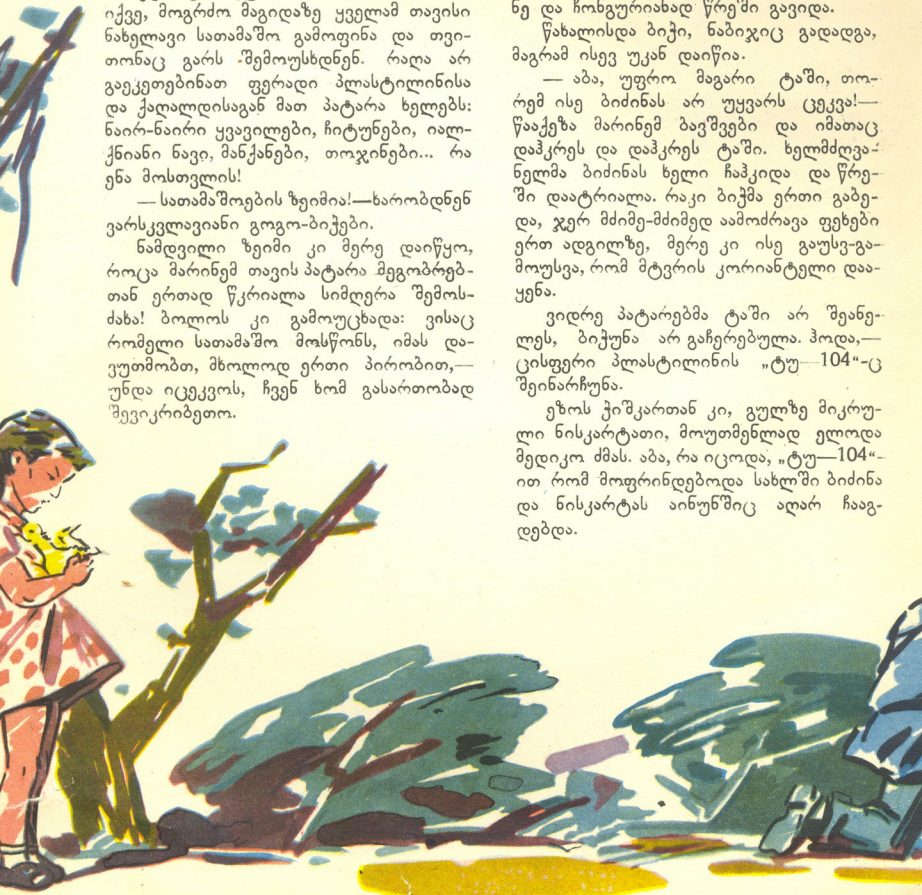 იქვე, მოგრძო მაგიდაზე ყველამ თავისი
ნახელავი სათამაშო გამოფინა და თვი-
თონაც გარს შემოუსხდნენ. რაღა არ
გაეკეთებინათ ფერადი პლასტილინისა
და ქაღალდისაგან მათ პატარა ხელებს:
ნაირ-ნაირი ყვავილები, ჩიტუნები, იალ-
ქნიანი ნავი, მანქანები, თოჯინები... რა
ენა მოსთვლის!
— სათამაშოების ზეიმია!—ხარობდნენ
ვარსკვლავიანი გოგო-ბიჭები.
ნამდვილი ზეიმი კი მერე დაიწყო,
როცა მარინემ თავის პატარა მეგობრებ-
თან ერთად წკრიალა სიმღერა შემოს-
ძახა! ბოლოს კი გამოუცხადა: ვისაც
რომელი სათამაშო მოსწონს, იმას და-
ვუთმობთ, მხოლოდ ერთი პირობით,—
უნდა იცეკვოს, ჩვენ ხომ გასართობად
შევიკრიბეთო.
ნე და ჩონგურიანად წრეში გავიდა.
წახალისდა ბიჭი, ნაბიჯიც გადადგა,
მაგრამ ისევ უკან დაიწია.
— აბა, უფრო მაგარი ტაში, თო-
რემ ისე ბიძინას არ უყვარს ცეკვა!—
წააქეზა მარინემ ბავშვები და იმათაც
დაჰკრეს და დაჰკრეს ტაში. ხელმძღვა-
ნელმა ბიძინას ხელი ჩაჰკიდა და წრე-
ში დაატრიალა. რაკი ბიჭმა ერთი გაბე-
და, ჯერ მძიმე-მძიმედ აამოძრავა ფეხები
ერთ ადგილზე, მერე კი ისე გაუსვ-გა-
მოუსვა, რომ მტვრის კორიანტელი დაა-
ყენა.
ვიდრე პატარებმა ტაში არ შეანე-
ლეს, ბიჭუნა არ გაჩერებულა. ჰოდა,—
ცისფერი პლასტილინის „ტუ—104“-ც
შეინარჩუნა.
ეზოს ჭიშკართან კი, გულზე მიკრუ-
ლი ნისკარტათი, მოუთმენლად ელოდა
მედიკო ძმას. აბა, რა იცოდა, „ტუ—104“-
ით რომ მოფრინდებოდა სახლში ბიძინა
და ნისკარტას აინუნშიც აღარ ჩააგ-
დებდა.